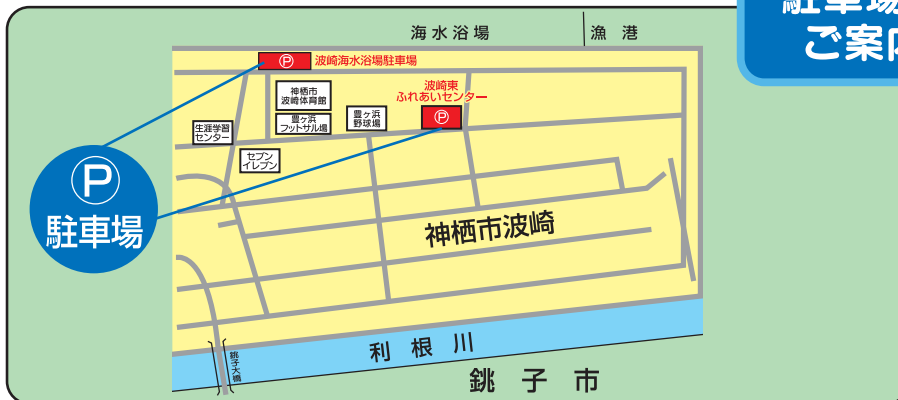 駐車場
ご案内
海水浴場
漁港
Ⓟ
波崎海水浴場駐車場
神栖市
波崎体育館
豊ヶ浜
フットサル場
豊ヶ浜
野球場
波崎東
ふれあいセンター
Ⓟ
生涯学習
センター
セブン
イレブン
Ⓟ
駐車場
神栖市波崎
利根川
銚子大橋
銚子市